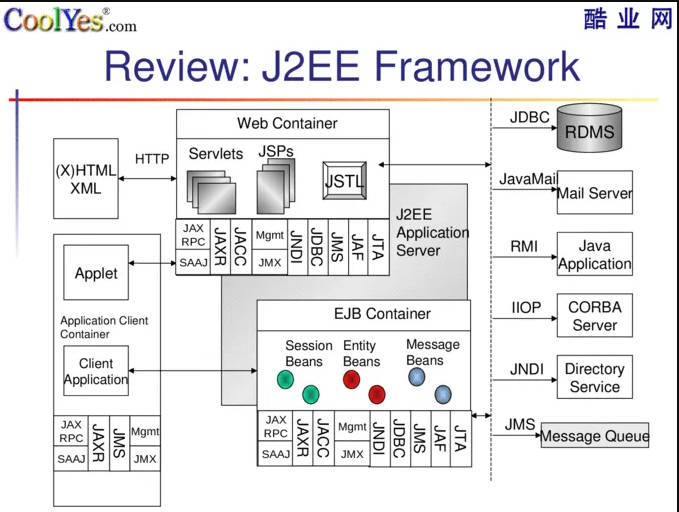 CoolYes®.com
酷业网
Review: J2EE Framework
(X)HTML
XML
HTTP
Web Container
Servlets
JSPs
JSTL
JAX
RPC
SAAJ
JAXR
JACC
Mgmt
JMX
JNDI
JDBC
JMS
JAF
JTA
J2EE
Application
Server
Applet
Application Client
Container
Client
Application
JAX
RPC
SAAJ
JAXR
JMS
Mgmt
JMX
EJB Container
Session
Beans
Entity
Beans
Message
Beans
JAX
RPC
SAAJ
JAXR
JACC
Mgmt
JMX
JNDI
JDBC
JMS
JAF
JTA
JDBC
RDMS
JavaMail
Mail Server
RMI
Java
Application
IIOP
CORBA
Server
JNDI
Directory
Service
JMS
Message Queue